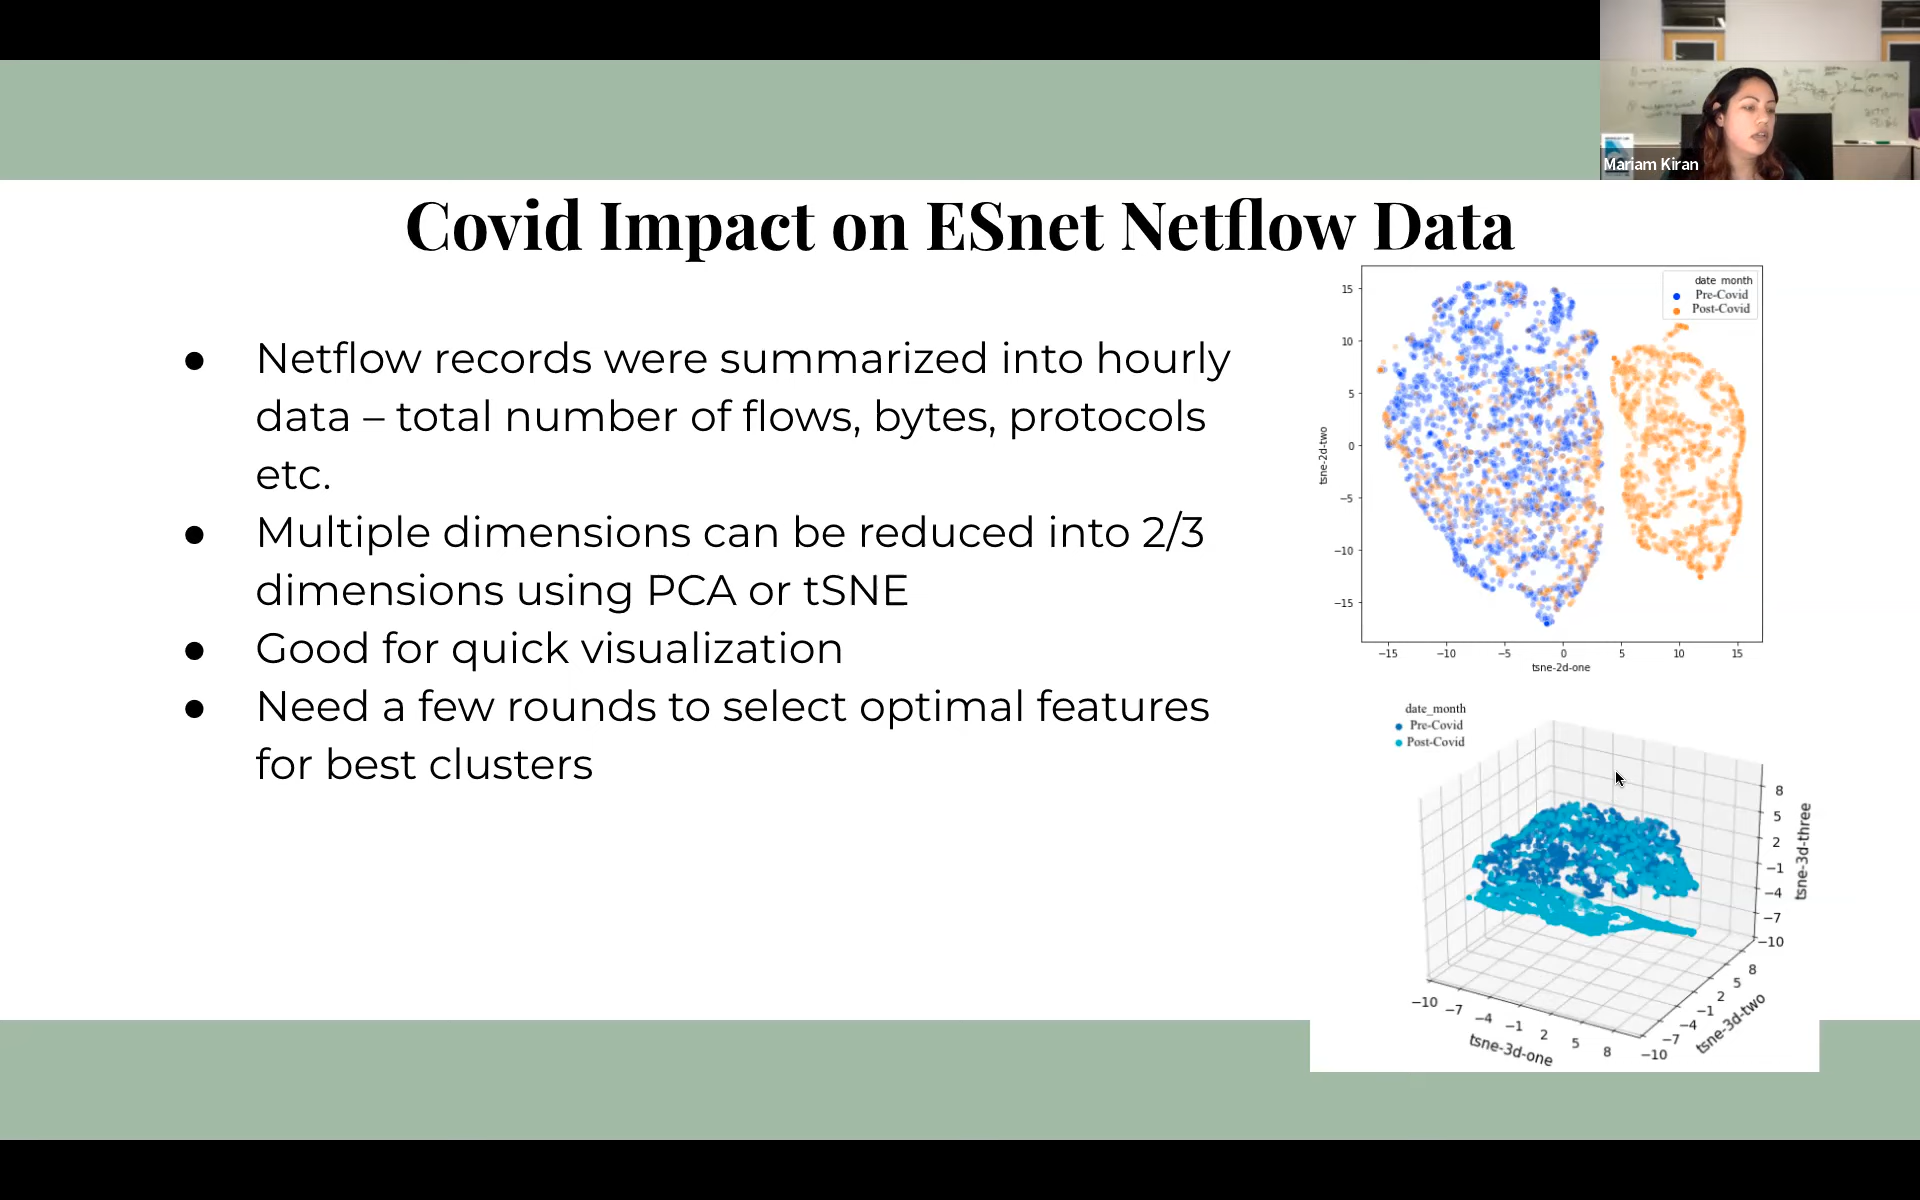 Mariam Kiran
Covid Impact on ESnet Netflow Data
● Netflow records were summarized into hourly
data – total number of flows, bytes, protocols
etc.
● Multiple dimensions can be reduced into 2/3
dimensions using PCA or tSNE
● Good for quick visualization
● Need a few rounds to select optimal features
for best clusters
date_month
Pre-Covid
Post-Covid
15
10
5
0
−5
−10
−15
tsne-2d-two
−15 −10 −5 0 5 10 15
tsne-2d-one
date_month
Pre-Covid
Post-Covid
8
5
2
−1
−4
−7
−10
tsne-3d-three
8
5
2
−1
−4
−7
−10
tsne-3d-two
−10 −7 −4 −1 2 5 8
tsne-3d-one